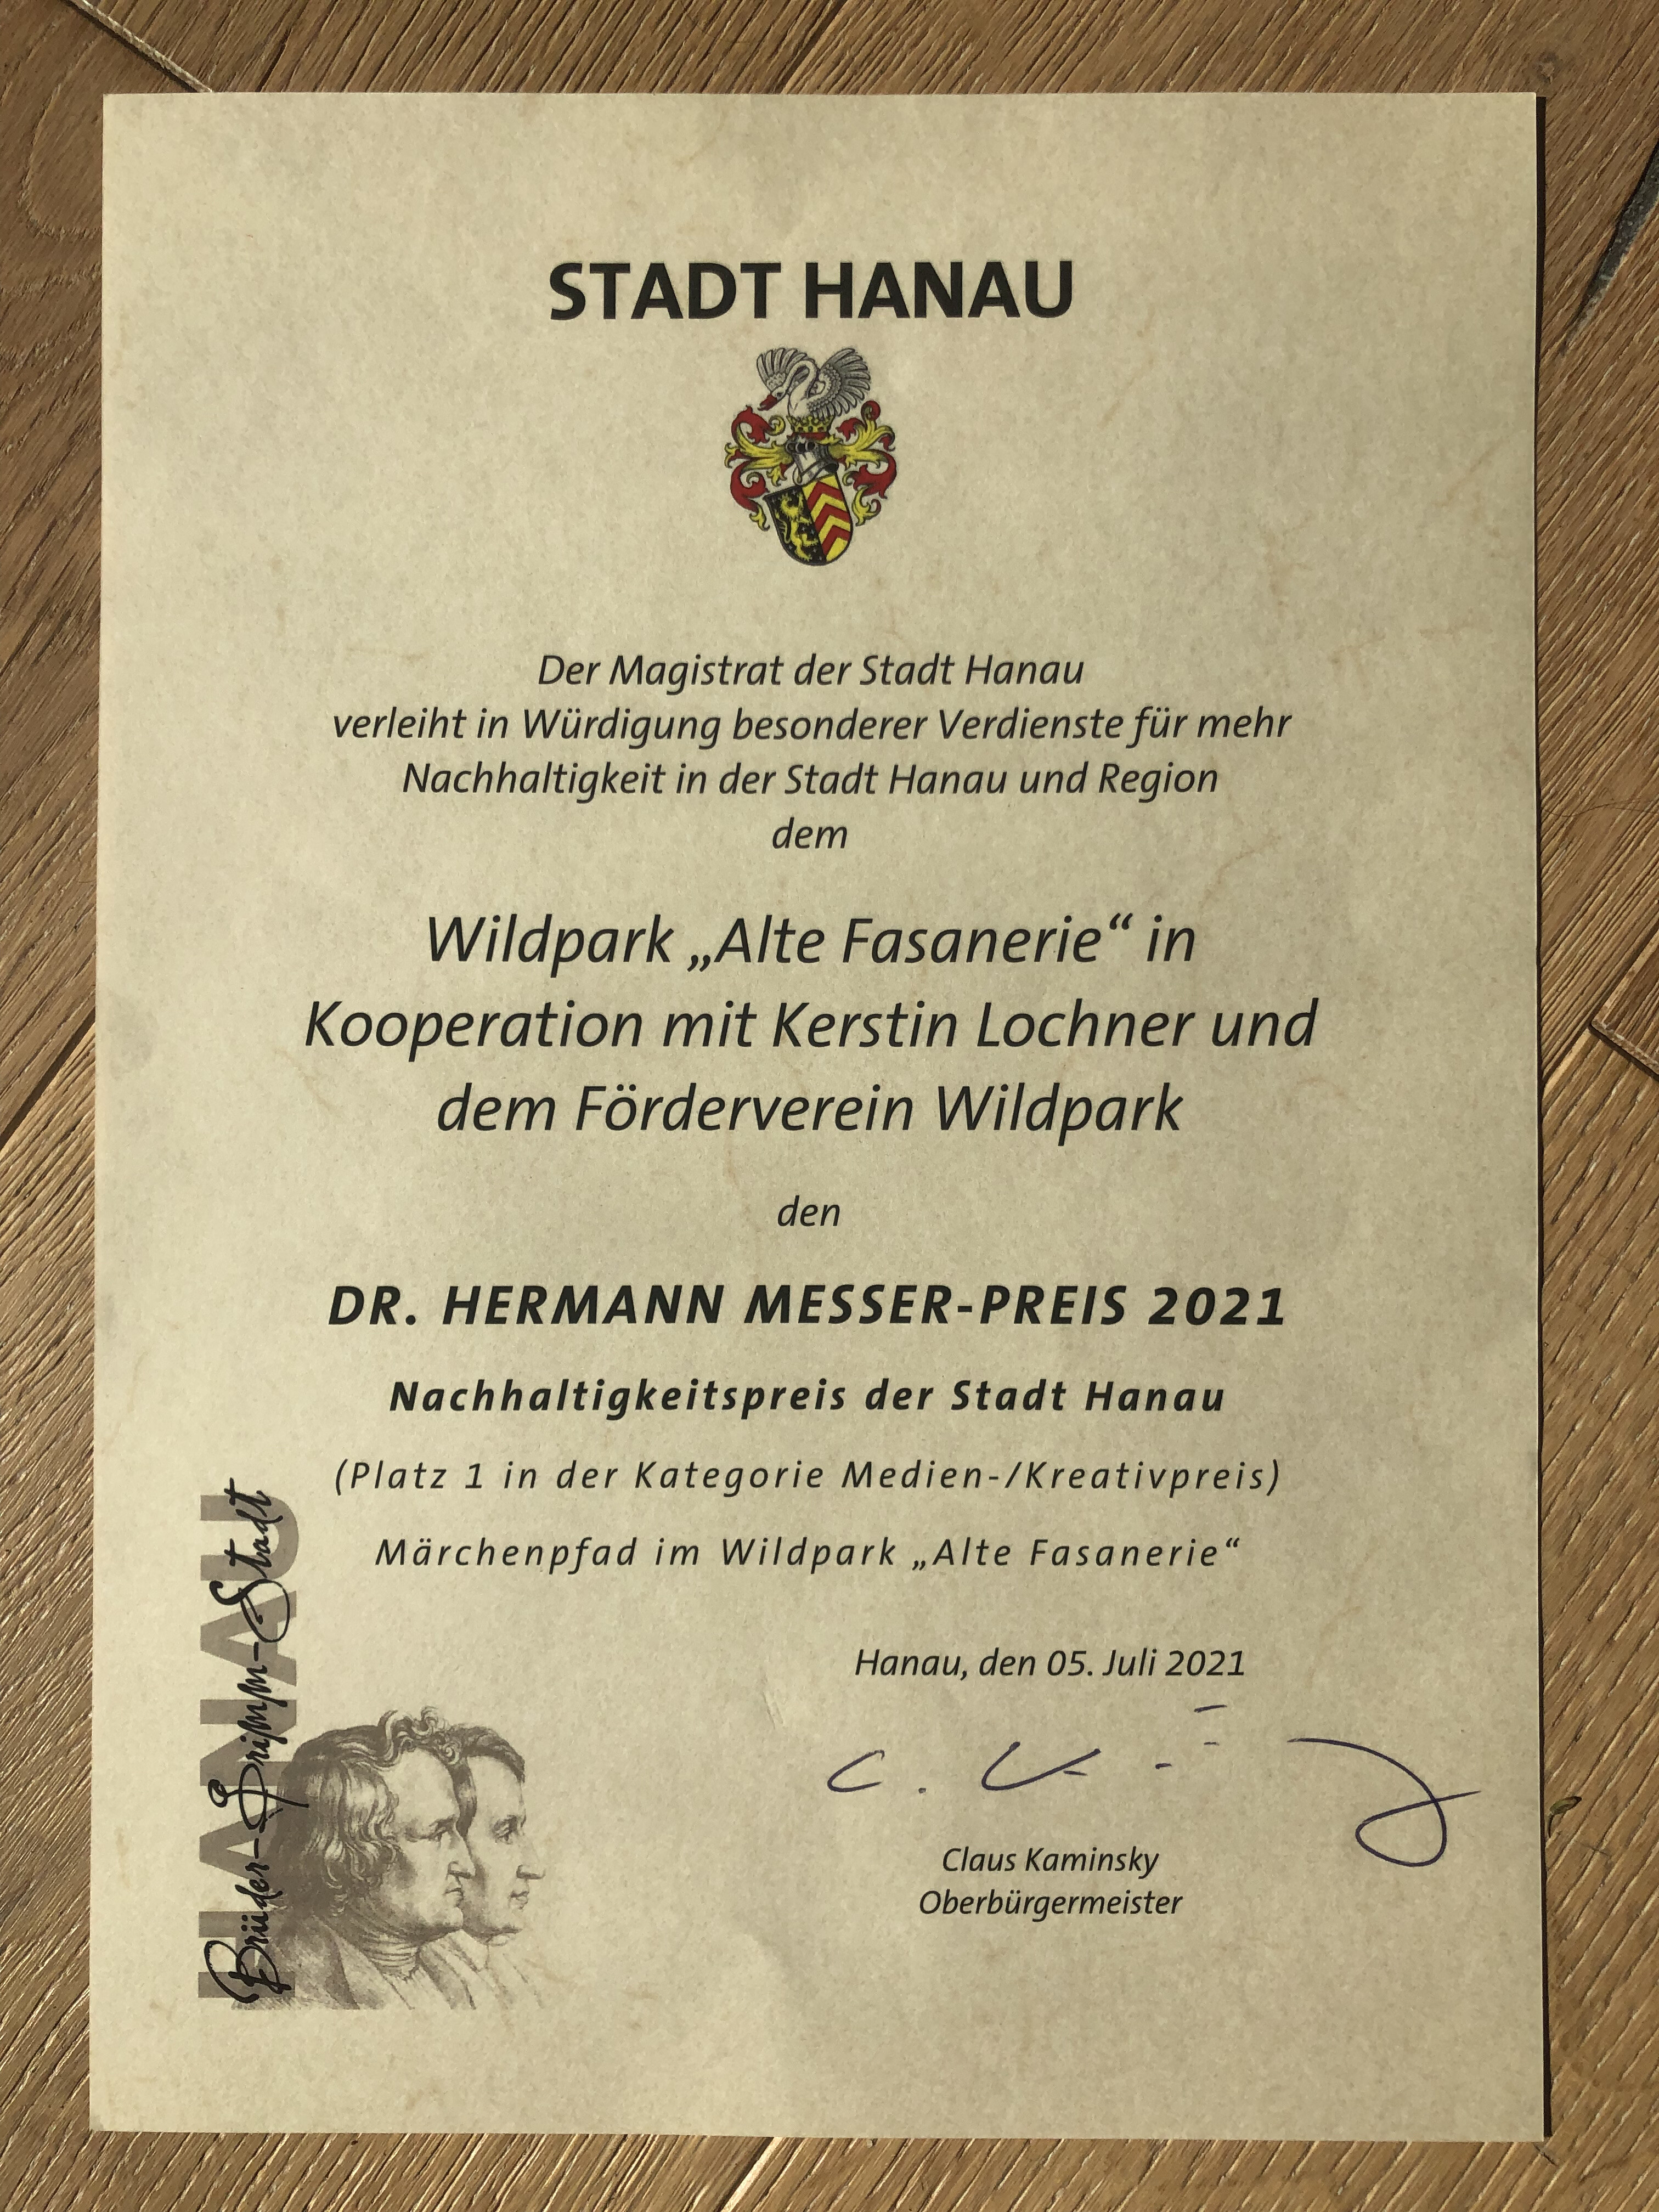 STADT HANAU
Der Magistrat der Stadt Hanau
verleiht in Würdigung besonderer Verdienste für mehr
Nachhaltigkeit in der Stadt Hanau und Region
dem
Wildpark „Alte Fasanerie“ in
Kooperation mit Kerstin Lochner und
dem Förderverein Wildpark
den
DR. HERMANN MESSER-PREIS 2021
Nachhaltigkeitspreis der Stadt Hanau
(Platz 1 in der Kategorie Medien-/Kreativpreis)
Märchenpfad im Wildpark „Alte Fasanerie“
Hanau, den 05. Juli 2021
Claus Kaminsky
Oberbürgermeister
HANAU
Brüder-Grimm-Stadt